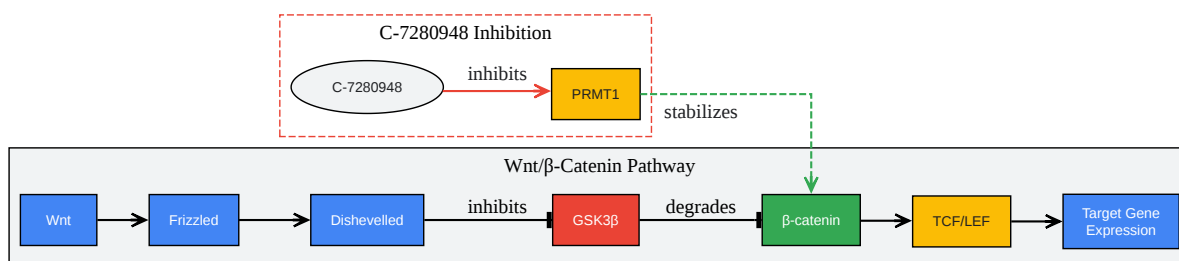 C-7280948 Inhibition
C-7280948
inhibits
PRMT1
stabilizes
Wnt/β-Catenin Pathway
Wnt
Frizzled
Dishevelled
inhibits
GSK3β
degrades
β-catenin
TCF/LEF
Target Gene
Expression